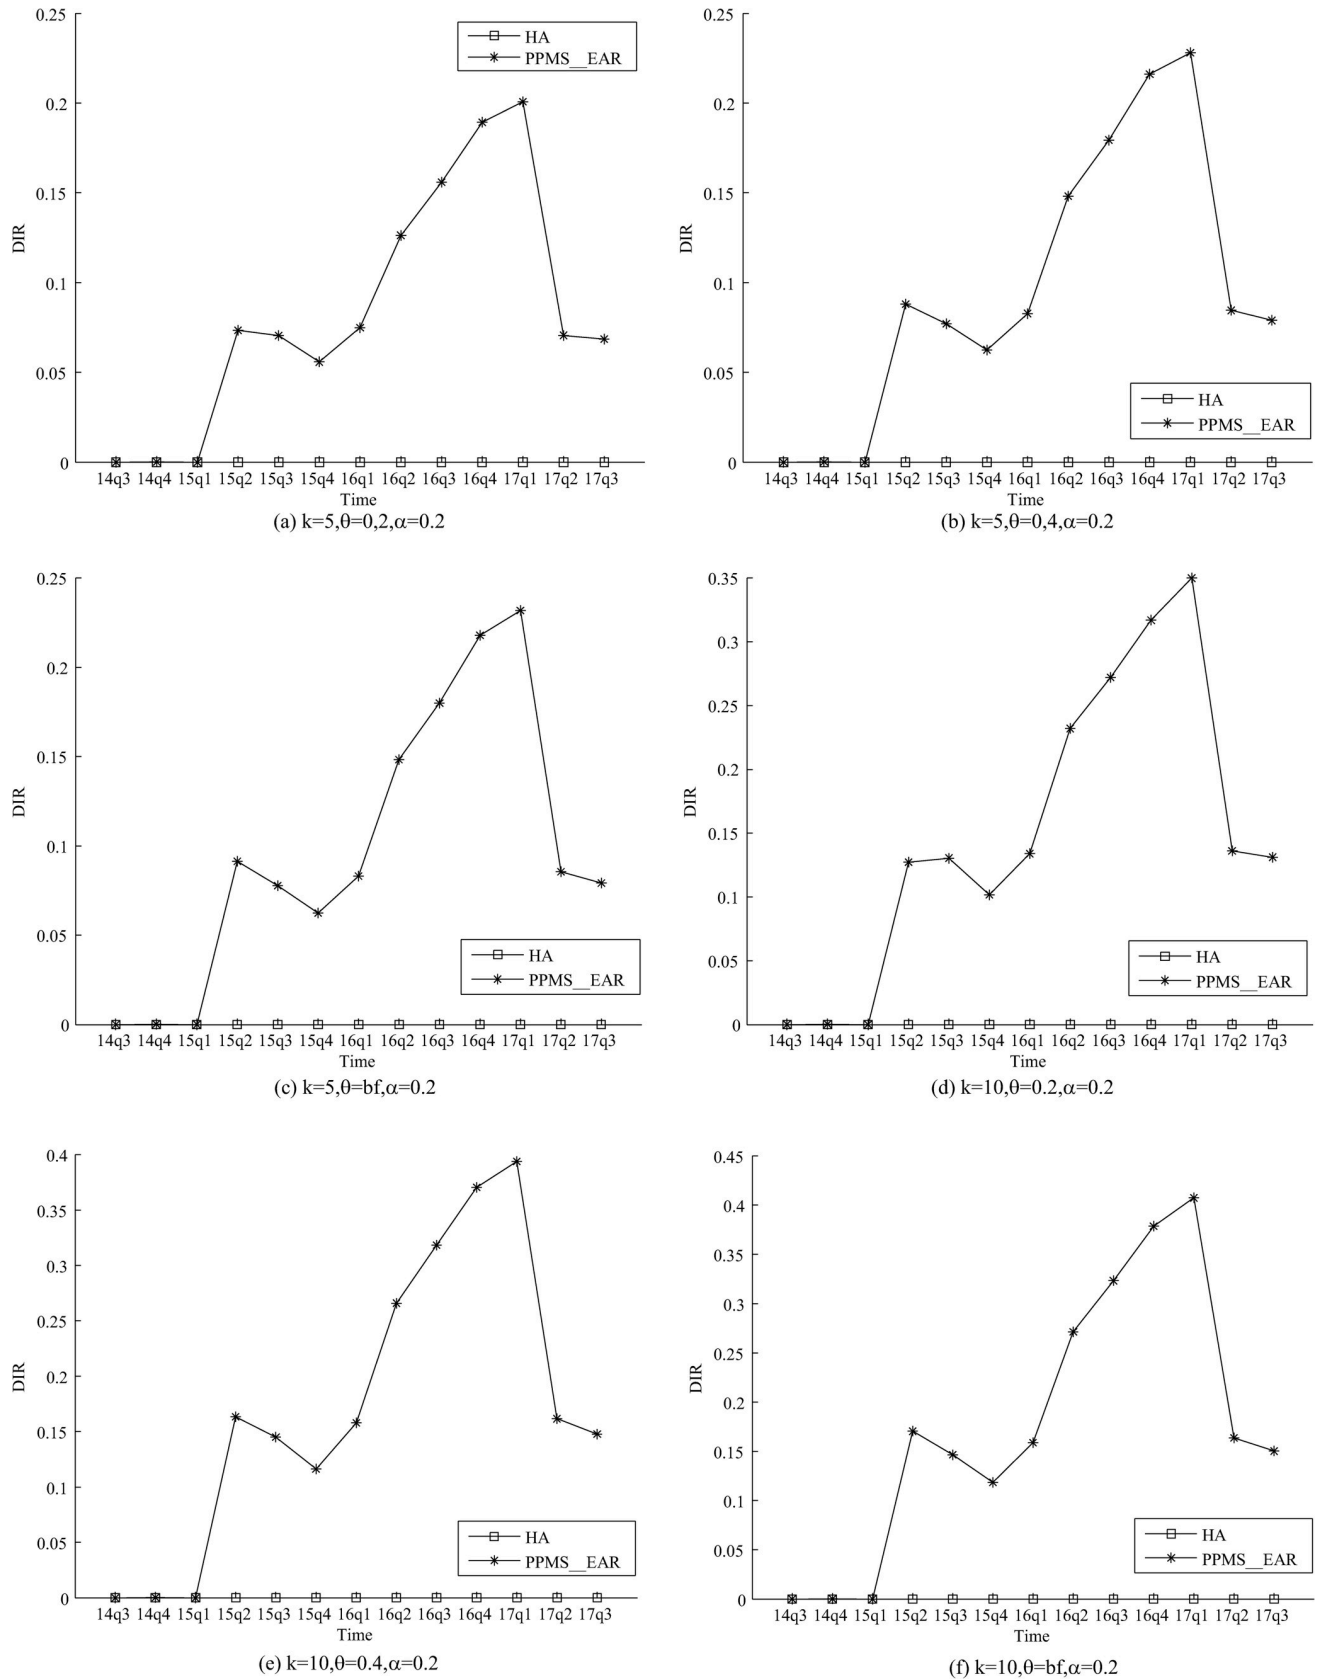 0.25
0.2
0.15
0.1
0.05
0
DIR
HA
PPMS__EAR
14q3 14q4 15q1 15q2 15q3 15q4 16q1 16q2 16q3 16q4 17q1 17q2 17q3
Time
(a) k=5,θ=0,2,α=0.2
0.25
0.2
0.15
0.1
0.05
0
DIR
HA
PPMS__EAR
14q3 14q4 15q1 15q2 15q3 15q4 16q1 16q2 16q3 16q4 17q1 17q2 17q3
Time
(b) k=5,θ=0,4,α=0.2
0.25
0.2
0.15
0.1
0.05
0
DIR
HA
PPMS__EAR
14q3 14q4 15q1 15q2 15q3 15q4 16q1 16q2 16q3 16q4 17q1 17q2 17q3
Time
(c) k=5,θ=bf,α=0.2
0.35
0.3
0.25
0.2
0.15
0.1
0.05
0
DIR
HA
PPMS__EAR
14q3 14q4 15q1 15q2 15q3 15q4 16q1 16q2 16q3 16q4 17q1 17q2 17q3
Time
(d) k=10,θ=0.2,α=0.2
0.4
0.35
0.3
0.25
0.2
0.15
0.1
0.05
0
DIR
HA
PPMS__EAR
14q3 14q4 15q1 15q2 15q3 15q4 16q1 16q2 16q3 16q4 17q1 17q2 17q3
Time
(e) k=10,θ=0.4,α=0.2
0.45
0.4
0.35
0.3
0.25
0.2
0.15
0.1
0.05
0
DIR
HA
PPMS__EAR
14q3 14q4 15q1 15q2 15q3 15q4 16q1 16q2 16q3 16q4 17q1 17q2 17q3
Time
(f) k=10,θ=bf,α=0.2